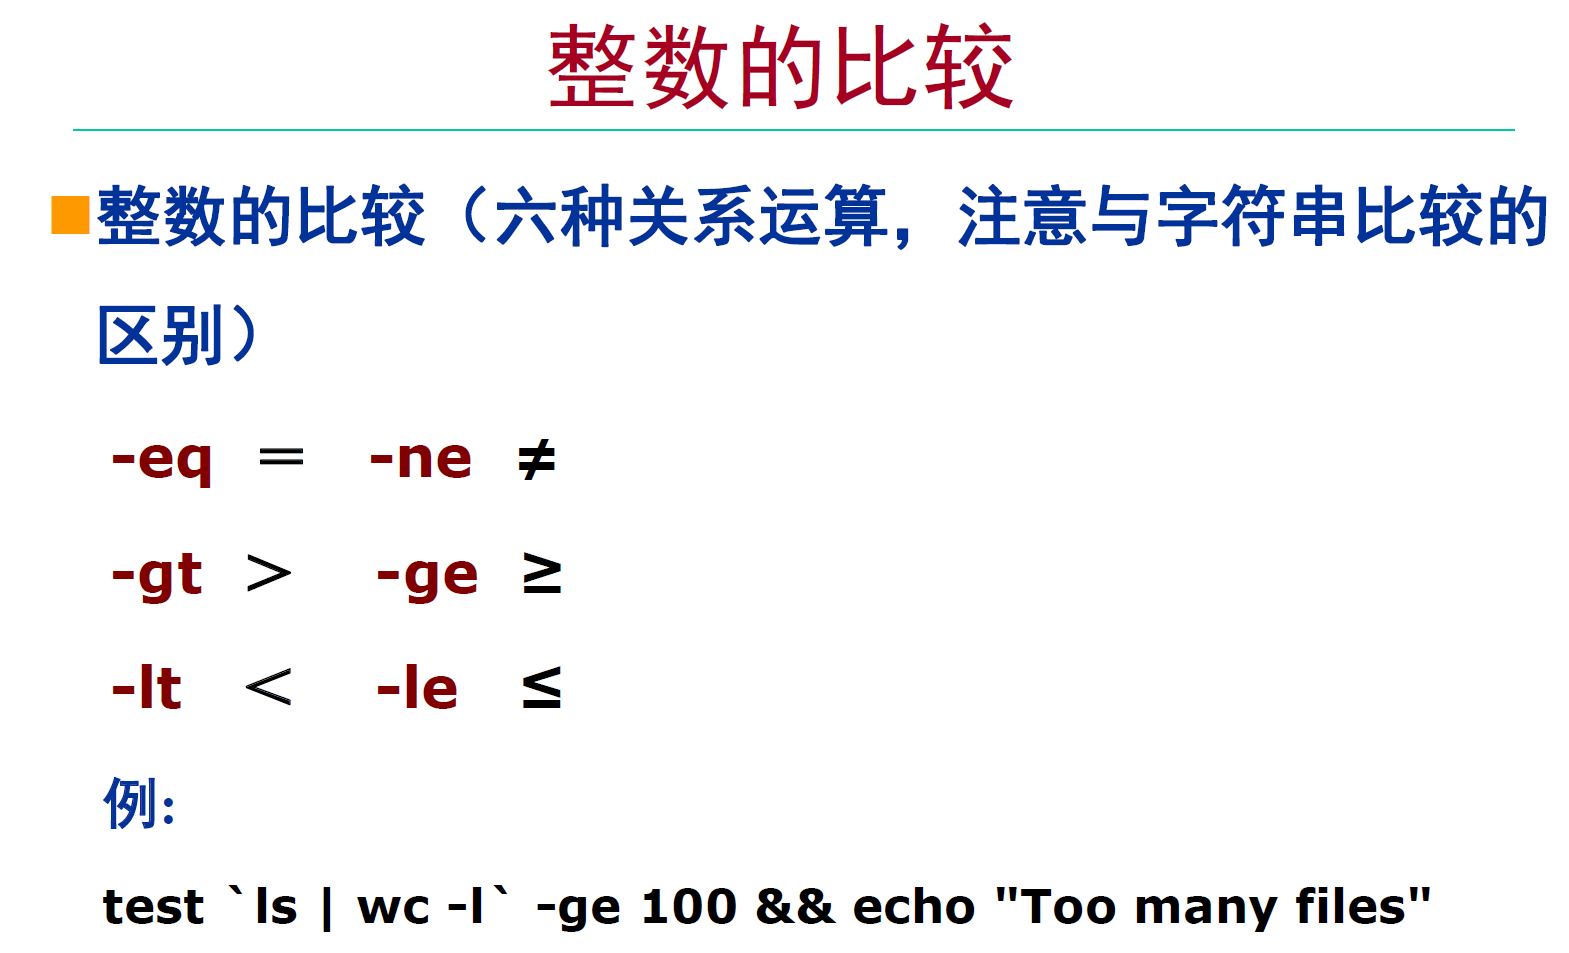 整数的比较
整数的比较（六种关系运算，注意与字符串比较的
区别）
-eq ＝ -ne ≠
-gt ＞ -ge ≥
-lt ＜ -le ≤
例:
test `ls | wc -l` -ge 100 && echo "Too many files"